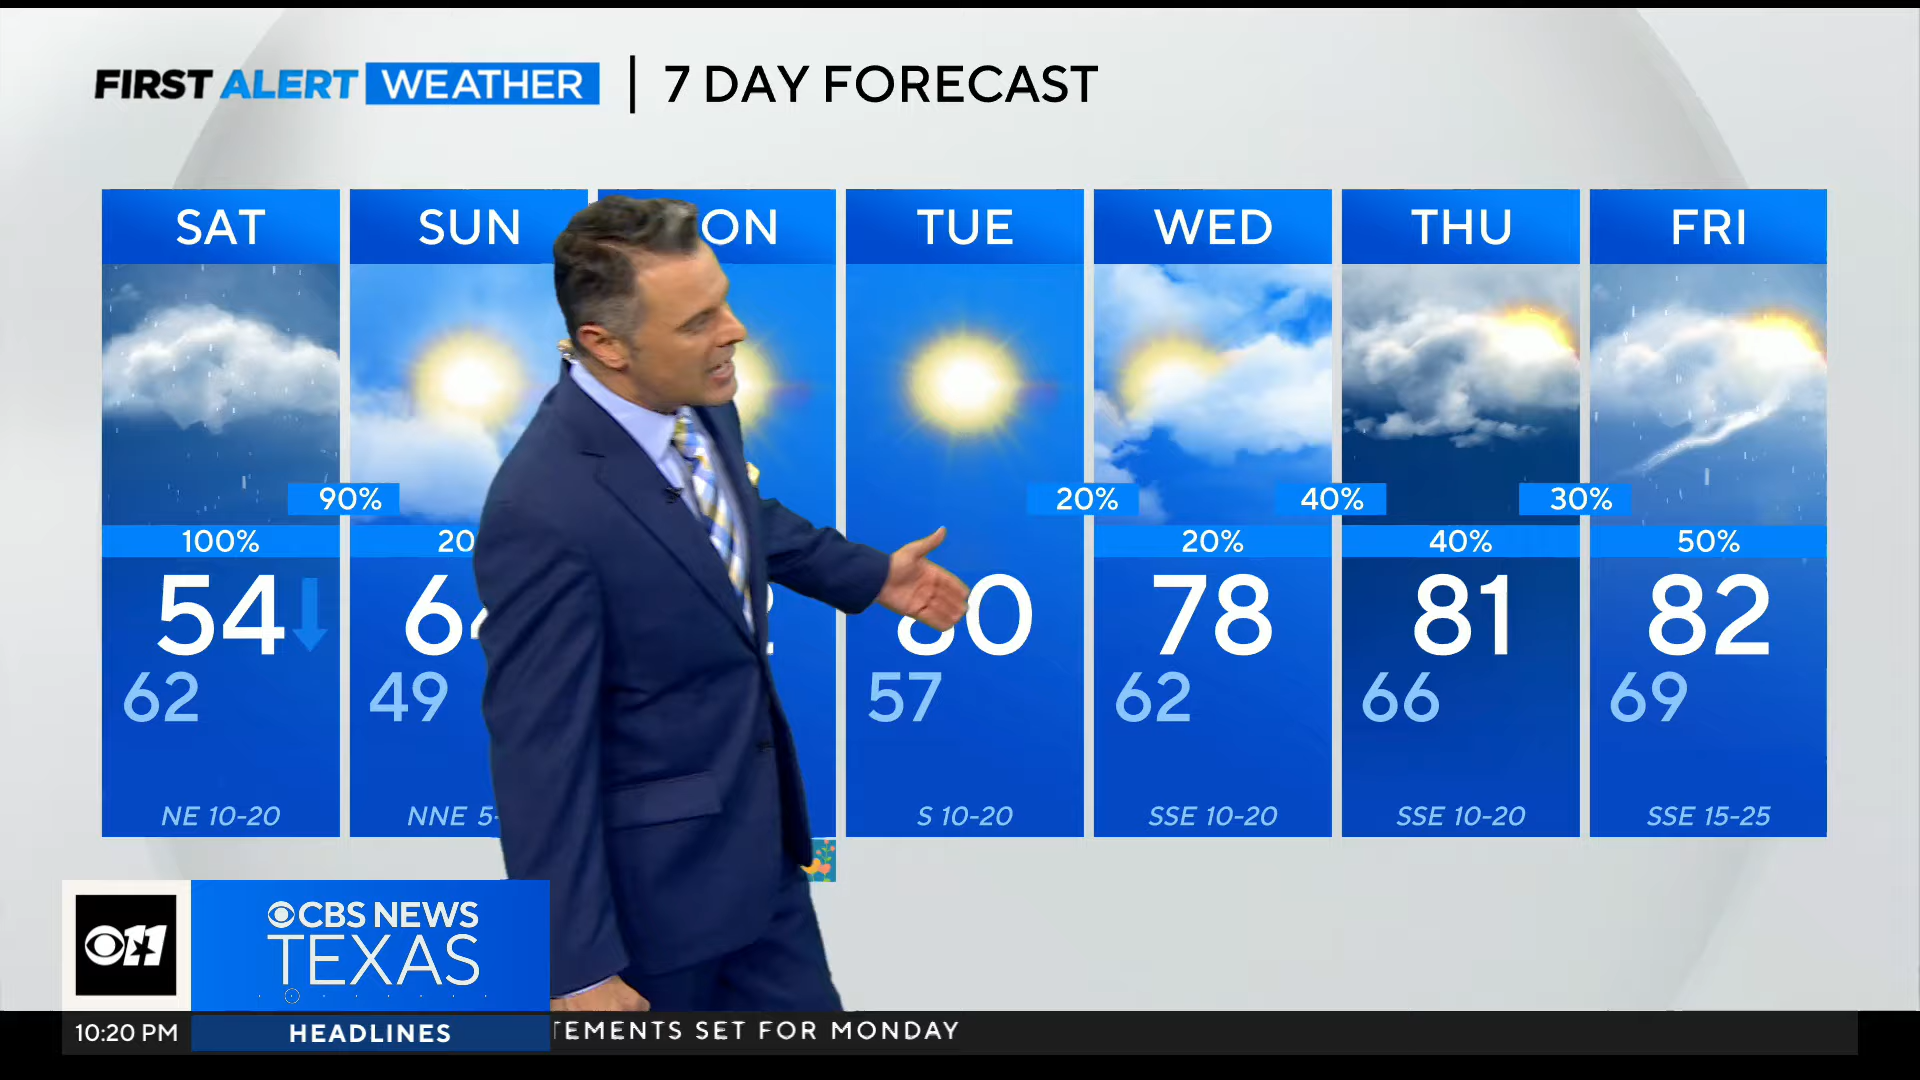 FIRST ALERT WEATHER | 7 DAY FORECAST
SAT SUN ON TUE WED THU FRI
90% 20% 40% 30%
100% 20 20% 40% 50%
54 78 81 82
62 49 57 62 66 69
NE 10-20 NNE 5- S 10-20 SSE 10-20 SSE 10-20 SSE 15-25
11
CBS NEWS
TEXAS
10:20 PM HEADLINES TEMENTS SET FOR MONDAY